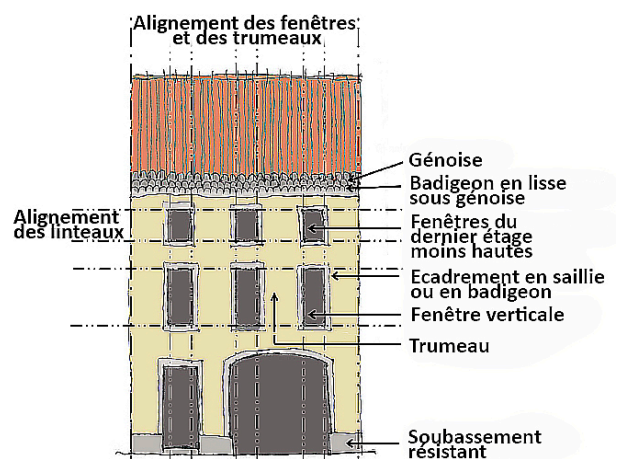 Alignement des fenêtres
et des trumeaux
Génoise
Badigeon en lisse
sous génoise
Alignement
des linteaux
Fenêtres du
dernier étage
moins hautes
Ecadrement en saillie
ou en badigeon
Fenêtre verticale
Trumeau
Soubassement
résistant